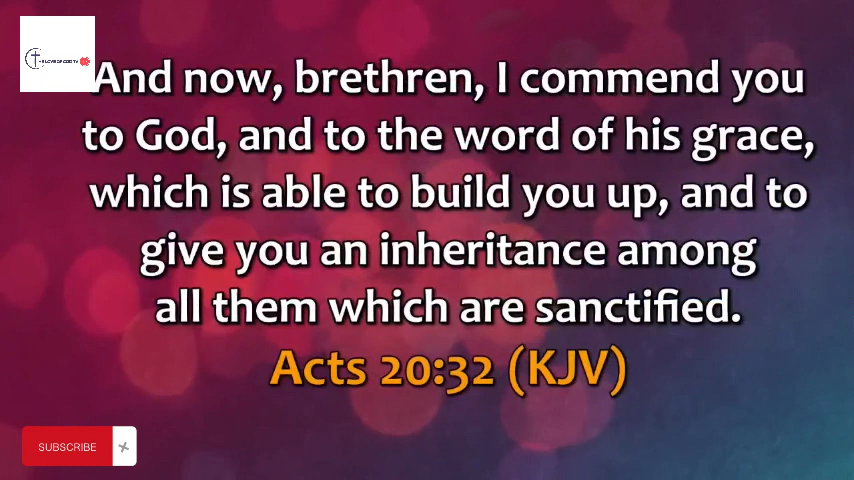 And now, brethren, I commend you
to God, and to the word of his grace,
which is able to build you up, and to
give you an inheritance among
all them which are sanctified.
Acts 20:32 (KJV)
SUBSCRIBE